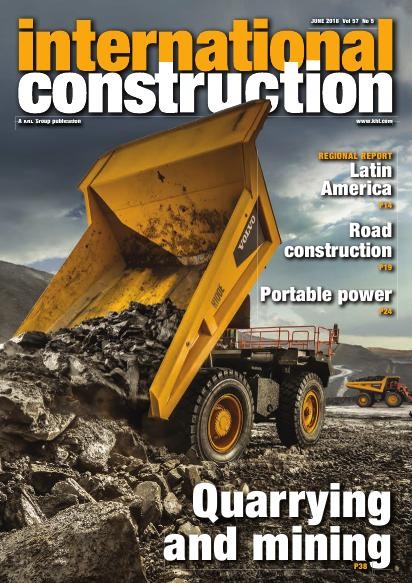 JUNE 2018 Vol 57 No 5
international
construction
A KHL Group publication
www.khl.com
REGIONAL REPORT
Latin
America
P14
Road
construction
P19
Portable power
P24
VOLVO
R100E
Quarrying
and mining
P38